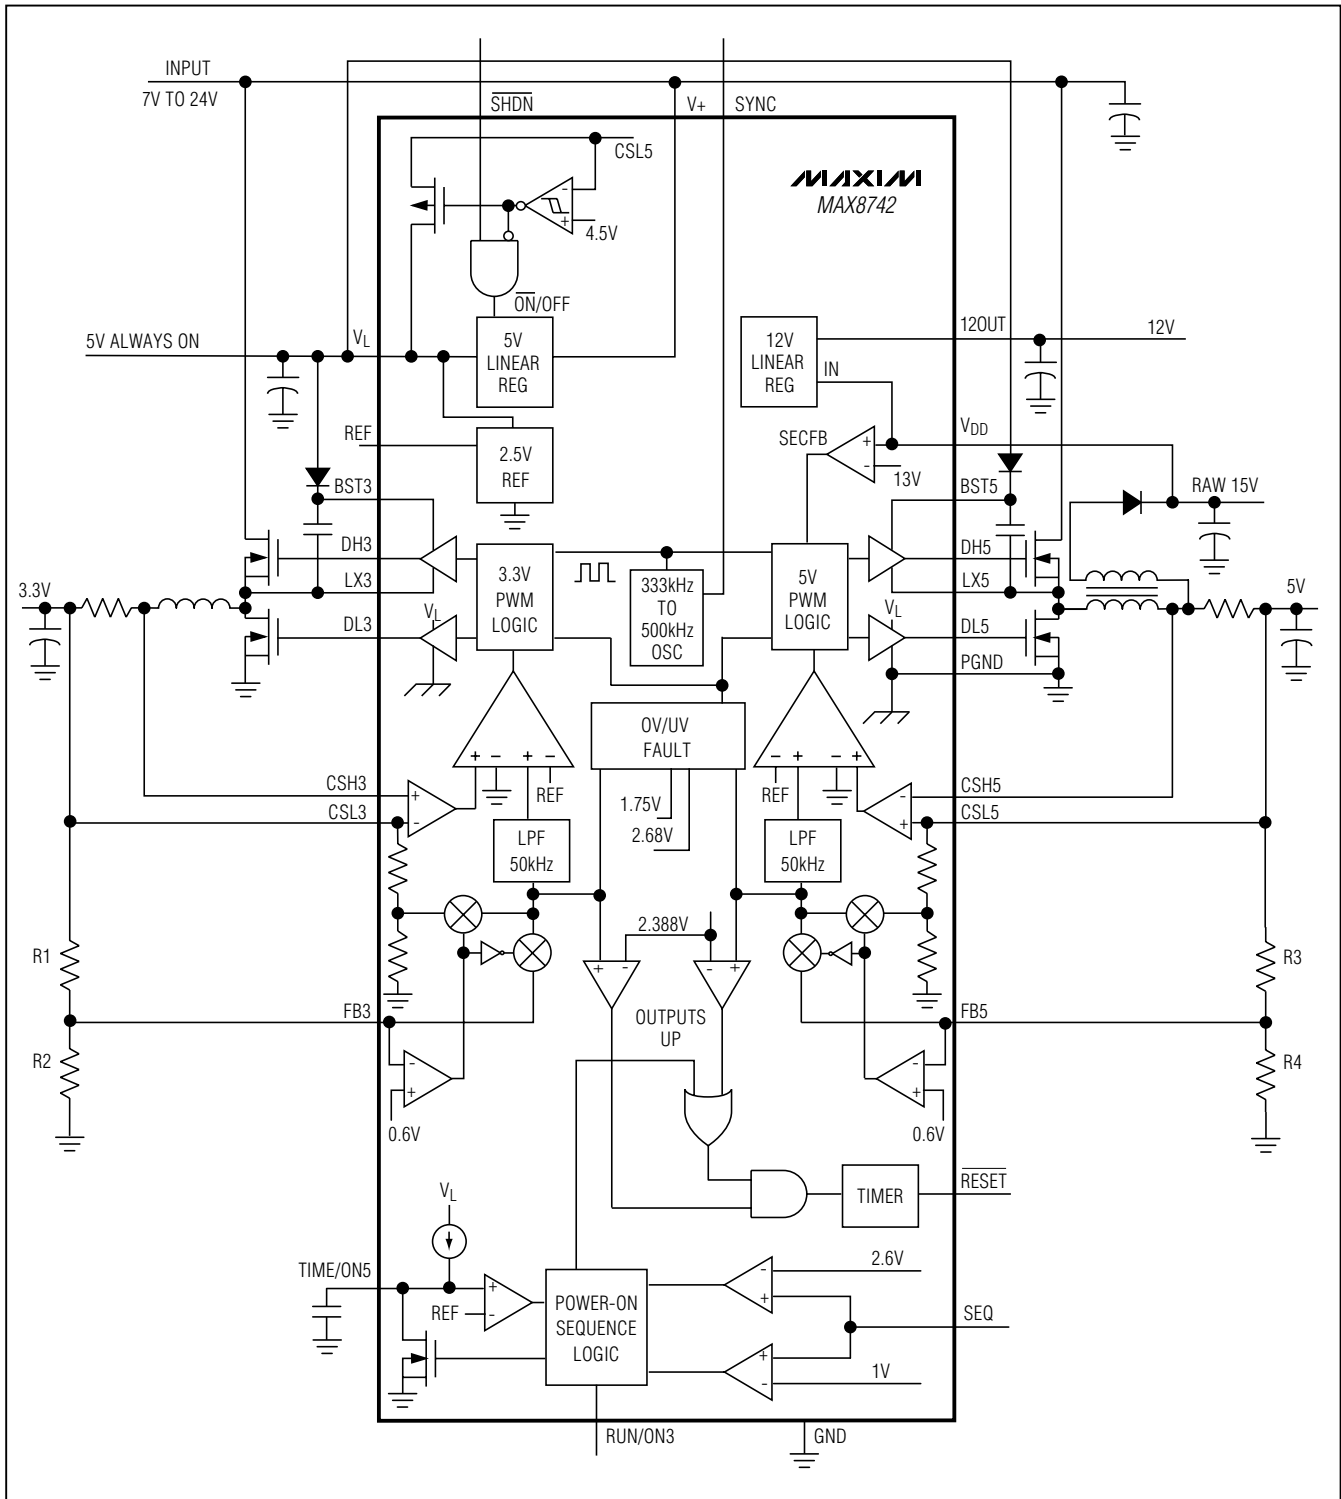 INPUT
7V TO 24V
SHDN
V+
SYNC
CSL5
MAXIM
MAX8742
-
+
4.5V
ON/OFF
5V ALWAYS ON
VL
5V
LINEAR
REG
12V
LINEAR
REG
12OUT
12V
IN
REF
2.5V
REF
SECFB
+
-
13V
VDD
BST3
BST5
RAW 15V
DH3
DH5
3.3V
LX3
3.3V
PWM
LOGIC
333kHz
TO
500kHz
OSC
5V
PWM
LOGIC
LX5
5V
VL
VL
DL3
DL5
PGND
OV/UV
FAULT
+ - + -
- + - +
REF
REF
CSH3
+
1.75V
-
CSH5
CSL3
-
2.68V
+
CSL5
LPF
50kHz
LPF
50kHz
2.388V
R1
R3
+ -
- +
FB3
OUTPUTS
UP
FB5
R2
-
+
-
+
R4
0.6V
0.6V
VL
TIMER
RESET
TIME/ON5
+
REF
-
POWER-ON
SEQUENCE
LOGIC
-
+
2.6V
SEQ
+
-
1V
RUN/ON3
GND